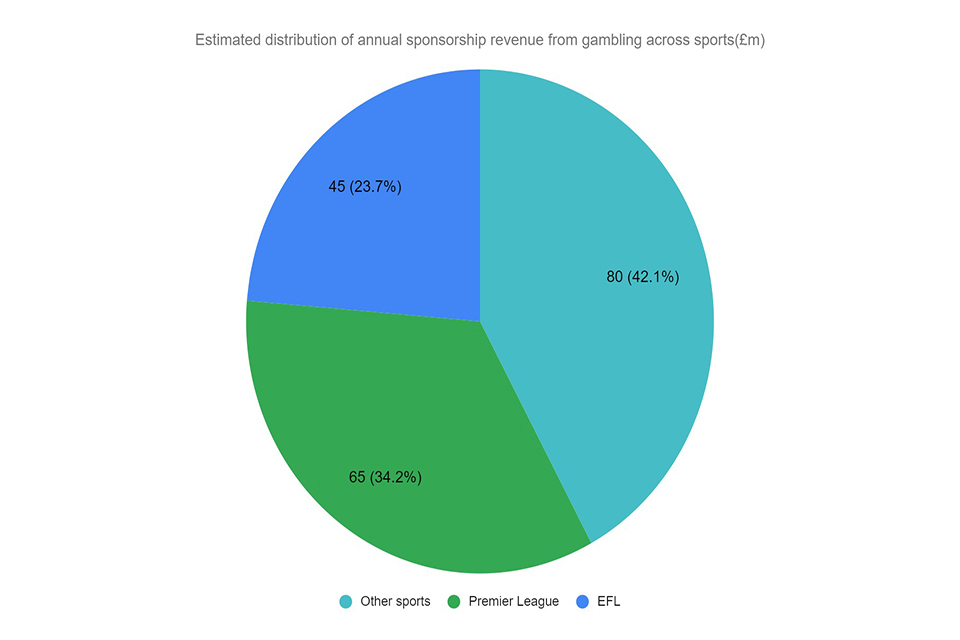 Estimated distribution of annual sponsorship revenue from gambling across sports(£m)
45 (23.7%)
80 (42.1%)
65 (34.2%)
Other sports
Premier League
EFL